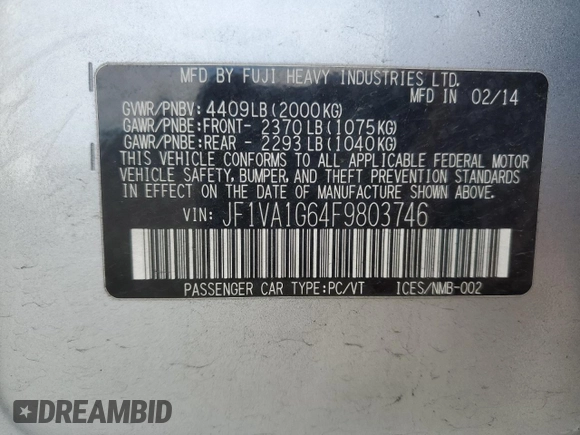 MFD BY FUJI HEAVY INDUSTRIES LTD.
MFD IN 02/14
GVWR/PNBV: 4409LB(2000KG)
GAWR/PNBE:FRONT- 2370LB(1075KG)
GAWR/PNBE:REAR - 2293LB(1040KG)
THIS VEHICLE CONFORMS TO ALL APPLICABLE FEDERAL MOTOR
VEHICLE SAFETY, BUMPER, AND THEFT PREVENTION STANDARDS
IN EFFECT ON THE DATE OF MANUFACTURE SHOWN ABOVE.
VIN: JF1VA1G64F9803746
PASSENGER CAR TYPE:PC/VT ICES/NMB-002
DREAMBID